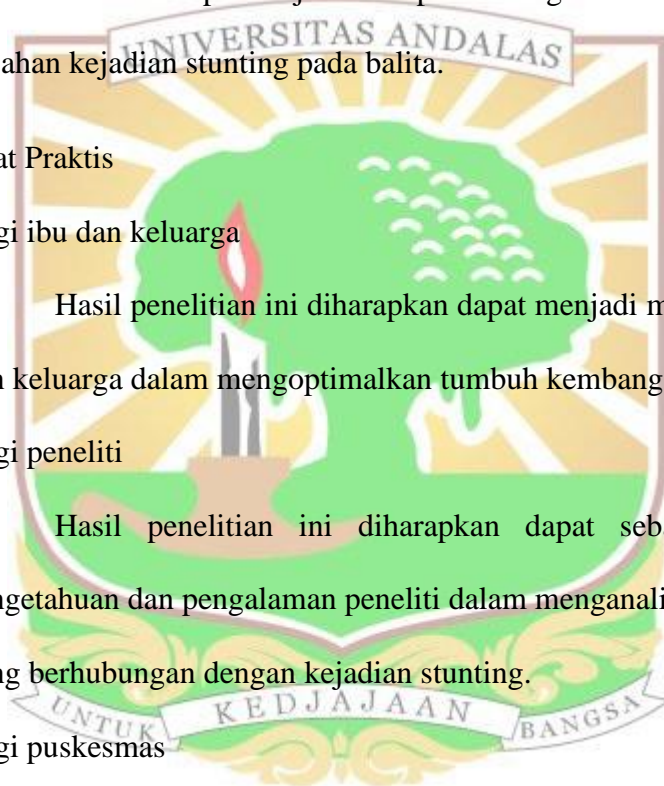 UNIVERSITAS ANDALAS
ahan kejadian stunting pada balita.
at Praktis
gi ibu dan keluarga
Hasil penelitian ini diharapkan dapat menjadi m
n keluarga dalam mengoptimalkan tumbuh kembang
gi peneliti
Hasil penelitian ini diharapkan dapat seb
ngetahuan dan pengalaman peneliti dalam menganali
ng berhubungan dengan kejadian stunting.
UNTUK KEDJAJAAN BANGSA
gi puskesmas